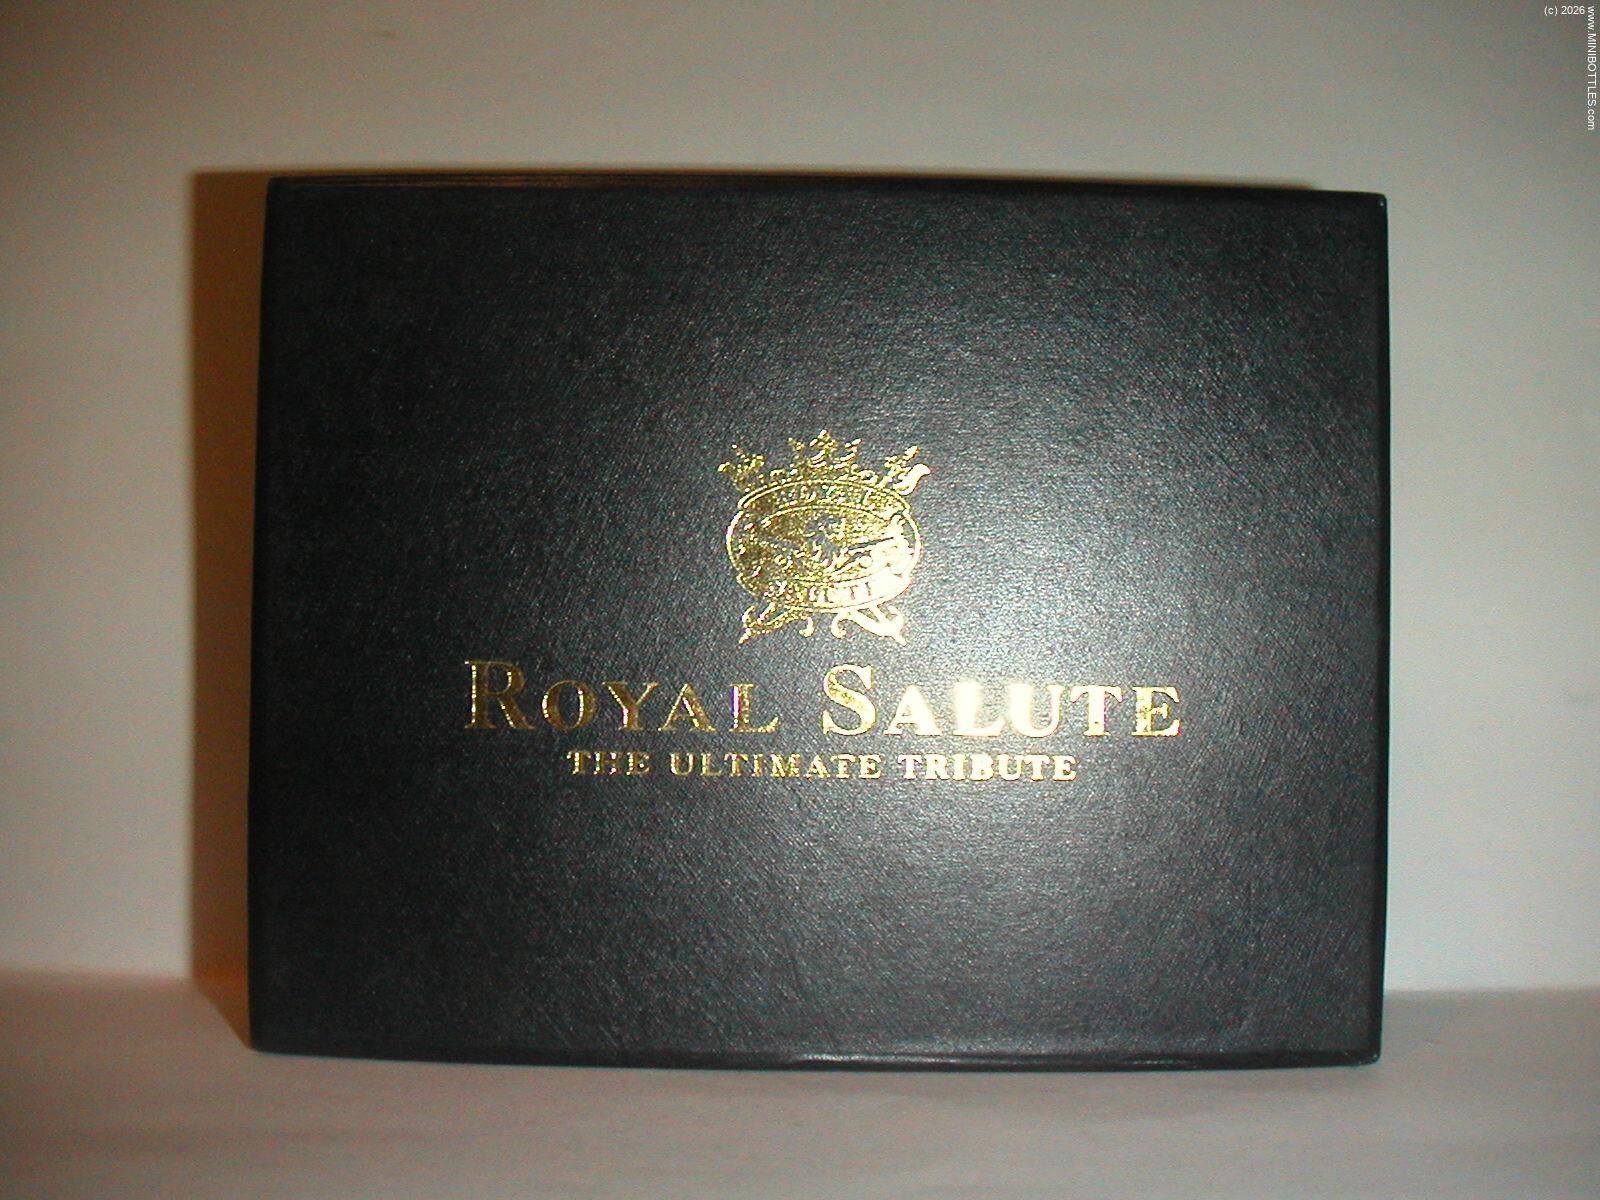 (c) 2026 www.MINIBOTTLES.com
ROYAL SALUTE
THE ULTIMATE TRIBUTE